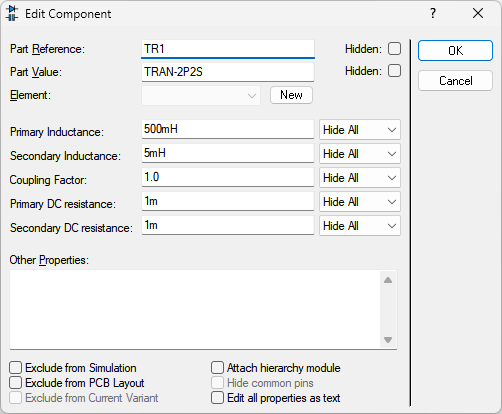 Edit Component
? ×
Part Reference: TR1 Hidden: OK
Part Value: TRAN-2P2S Hidden: Cancel
Element: New
Primary Inductance: 500mH Hide All
Secondary Inductance: 5mH Hide All
Coupling Factor: 1.0 Hide All
Primary DC resistance: 1m Hide All
Secondary DC resistance: 1m Hide All
Other Properties:
Exclude from Simulation Attach hierarchy module
Exclude from PCB Layout Hide common pins
Exclude from Current Variant Edit all properties as text